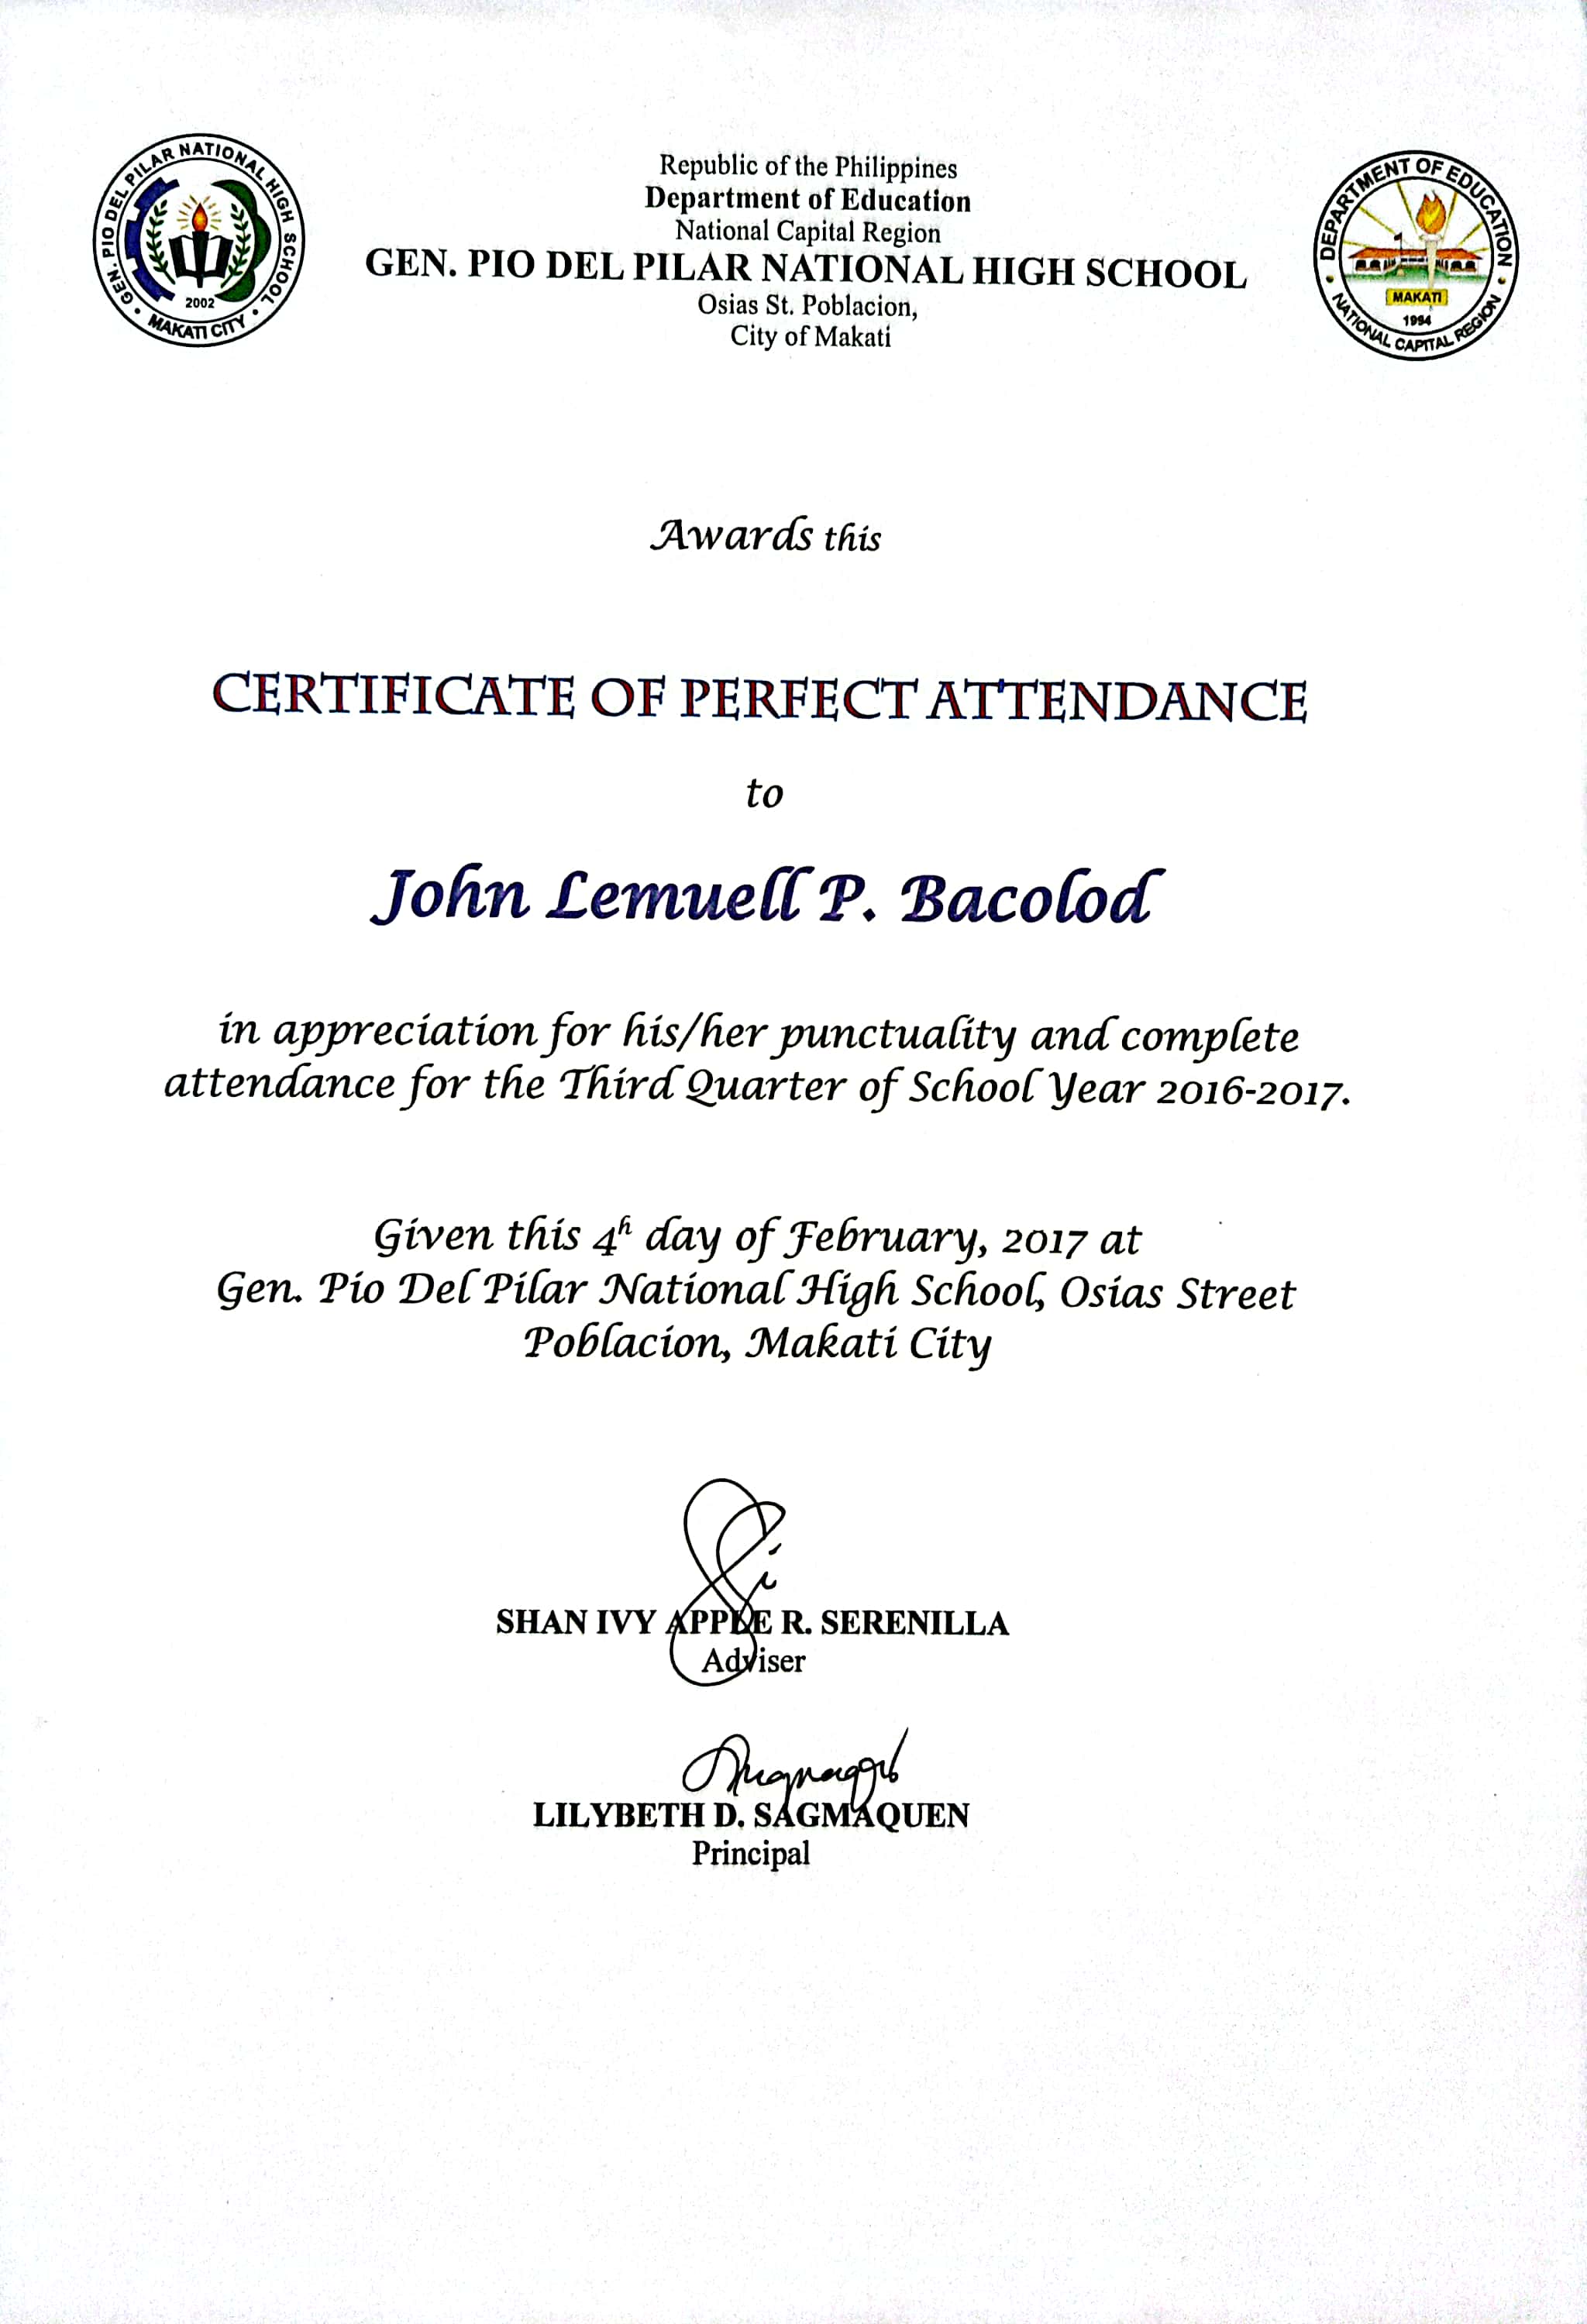 GEN. PIO DEL PILAR NATIONAL HIGH SCHOOL
2002
MAKATI CITY
Republic of the Philippines
Department of Education
National Capital Region
GEN. PIO DEL PILAR NATIONAL HIGH SCHOOL
Osias St. Poblacion,
City of Makati
DEPARTMENT OF EDUCATION
MAKATI
1994
NATIONAL CAPITAL REGION
Awards this
CERTIFICATE OF PERFECT ATTENDANCE
to
John Lemuell P. Bacolod
in appreciation for his/her punctuality and complete
attendance for the Third Quarter of School Year 2016-2017.
Given this 4h day of February, 2017 at
Gen. Pio Del Pilar National High School, Osias Street
Poblacion, Makati City
SHAN IVY APPLE R. SERENILLA
Adviser
LILYBETH D. SAGMAQUEN
Principal